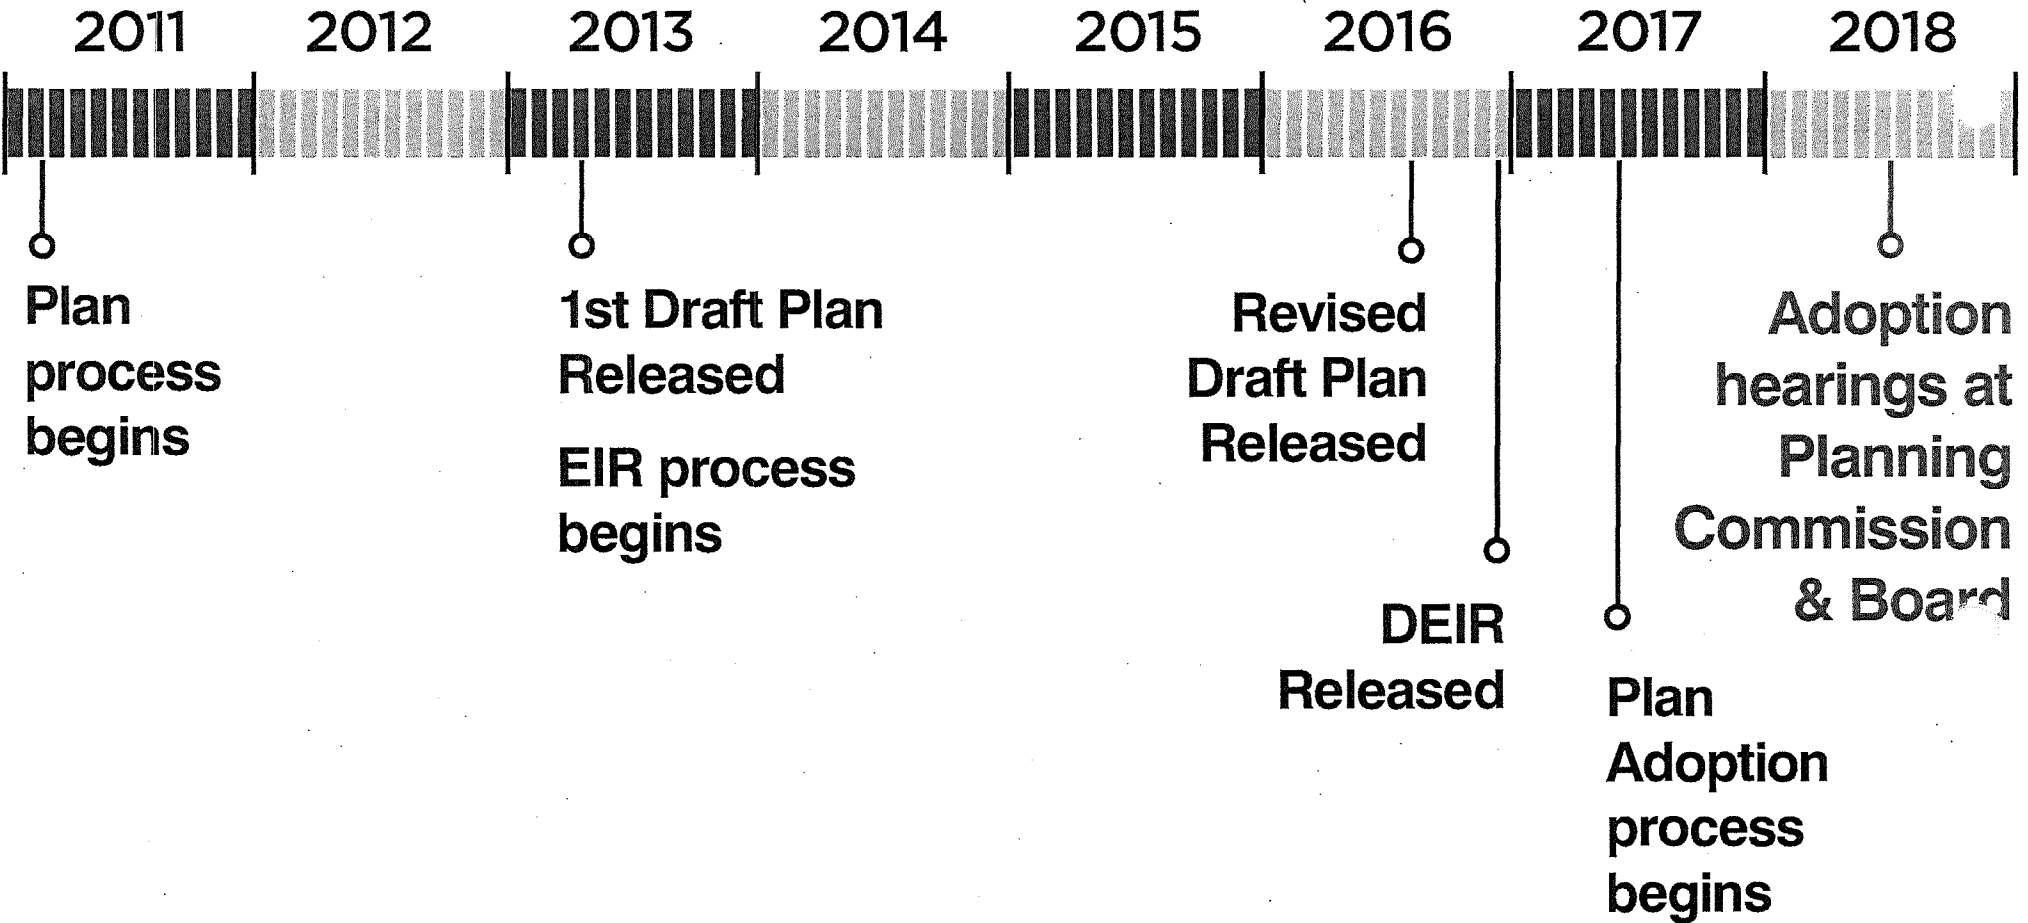 2011 2012 2013 2014 2015 2016 2017 2018
Plan
process
begins
1st Draft Plan
Released
EIR process
begins
Revised
Draft Plan
Released
DEIR
Released
Plan
Adoption
process
begins
Adoption
hearings at
Planning
Commission
& Board